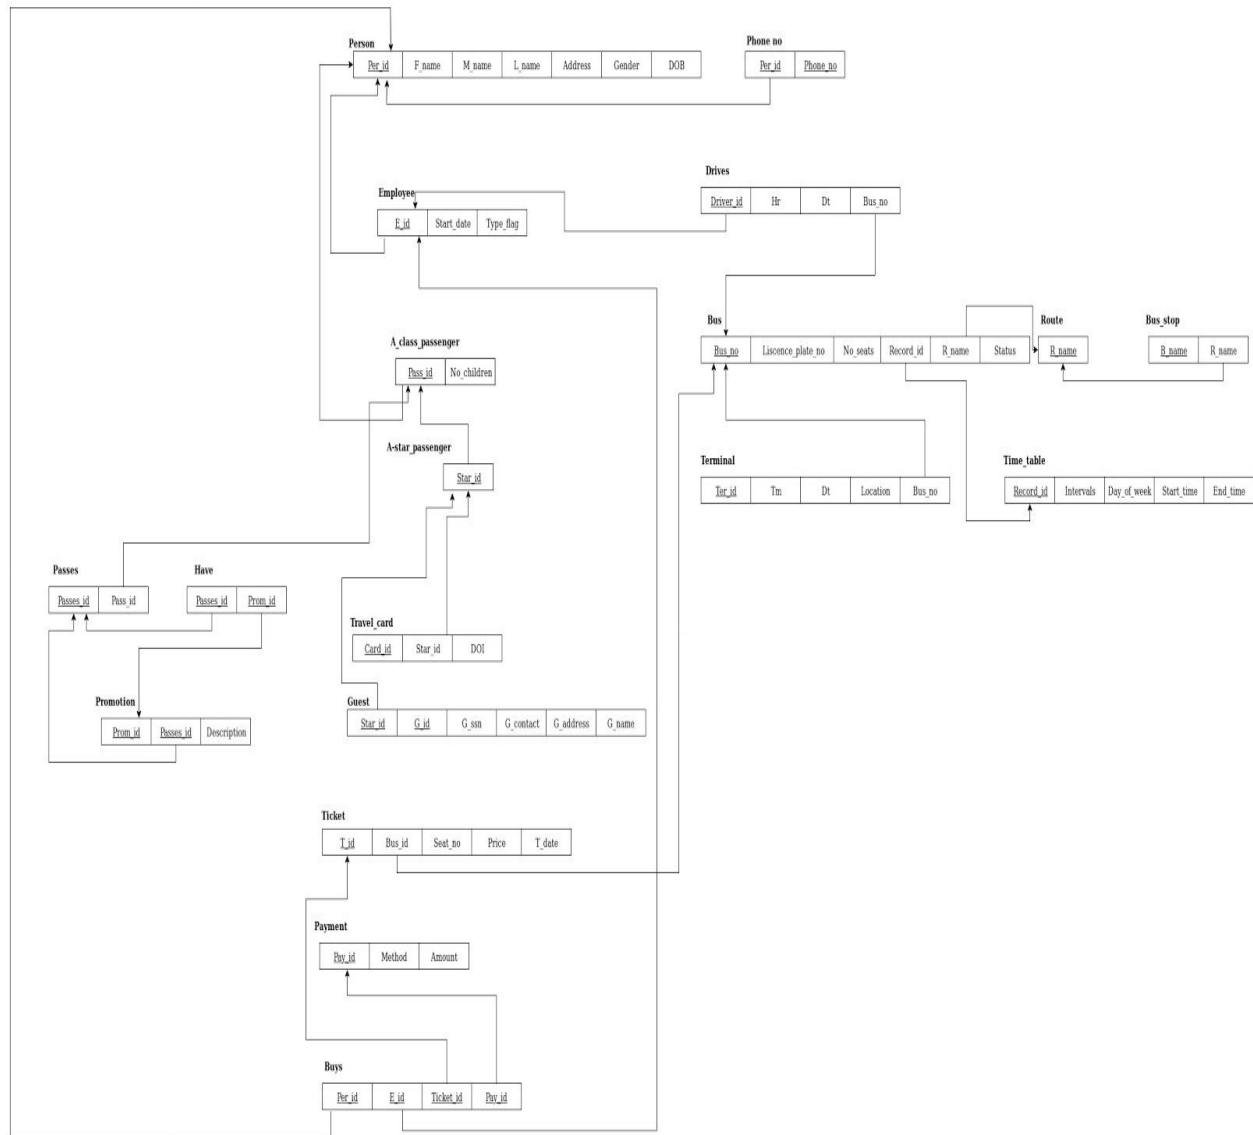 Person
Per_id F_name M_name L_name Address Gender DOB
Phone no
Per_id Phone_no
Drives
Driver_id Hr Dt Bus_no
Employee
E_id Start_date Type_flag
Bus
Bus_no Liscence_plate_no No_seats Record_id R_name Status
Route
R_name
Bus_stop
B_name R_name
A_class_passenger
Pass_id No_children
A-star_passenger
Star_id
Terminal
Ter_id Tm Dt Location Bus_no
Time_table
Record_id Intervals Day_of_week Start_time End_time
Passes
Passes_id Pass_id
Have
Passes_id Prom_id
Travel_card
Card_id Star_id DOI
Promotion
Prom_id Passes_id Description
Guest
Star_id G_id G_ssn G_contact G_address G_name
Ticket
T_id Bus_id Seat_no Price T_date
Payment
Pay_id Method Amount
Buys
Per_id E_id Ticket_id Pay_id